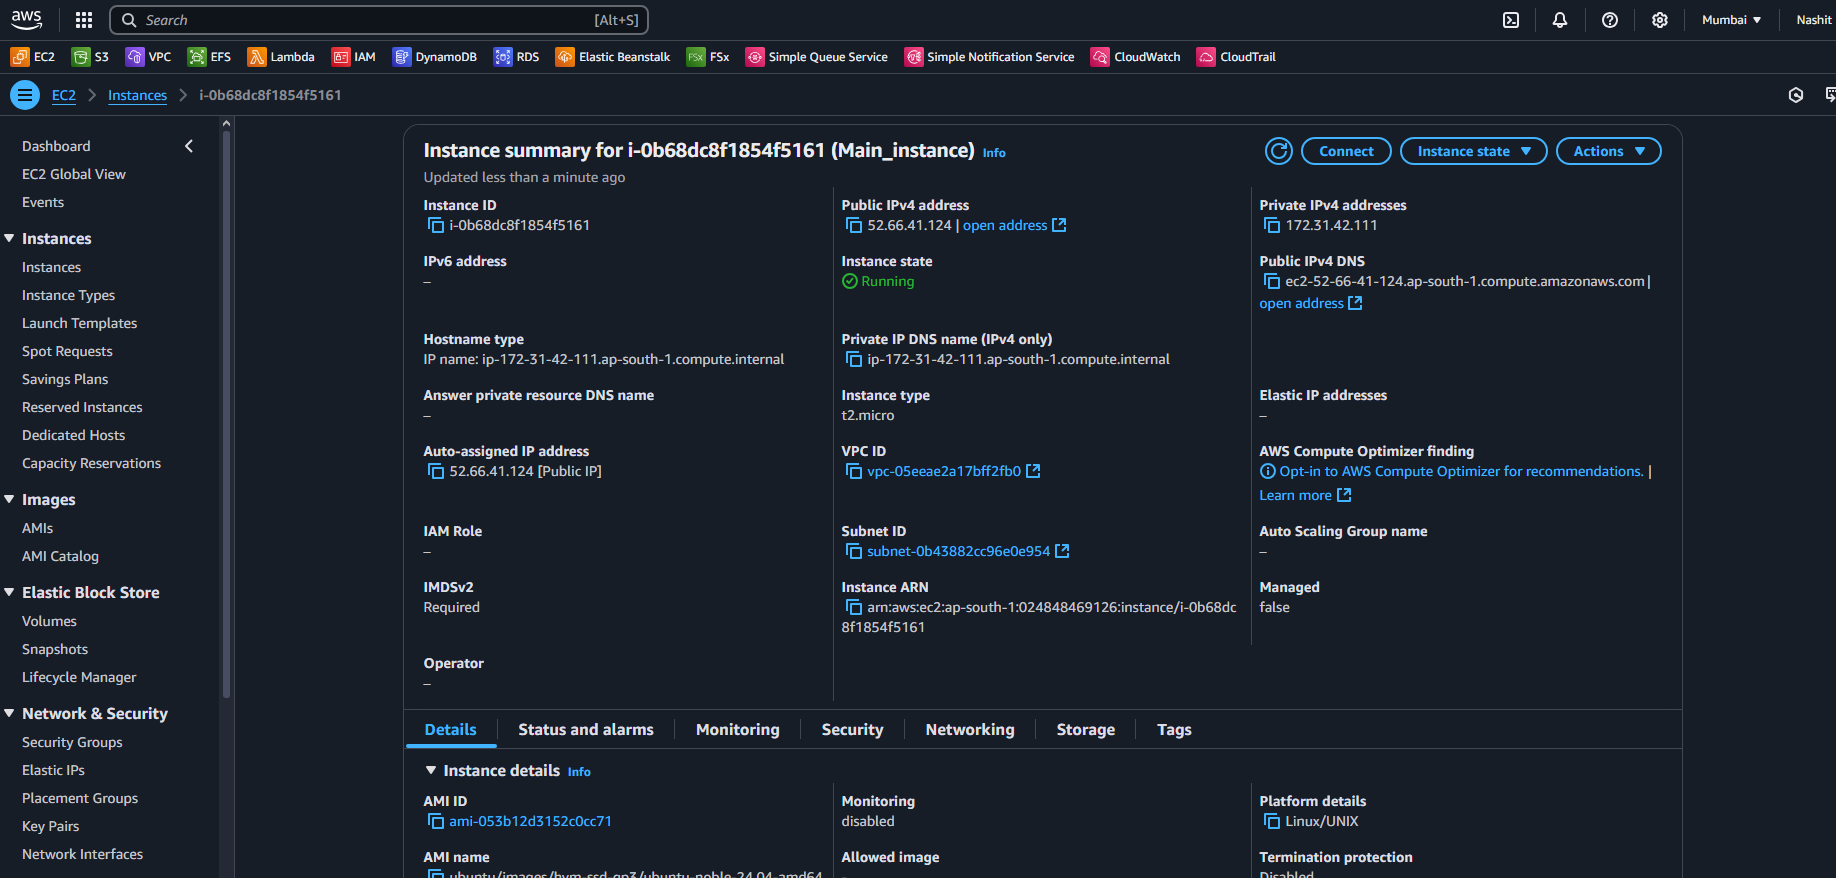 aws
Search [Alt+S]
Mumbai Nashit
EC2 S3 VPC EFS Lambda IAM DynamoDB RDS Elastic Beanstalk FSx FSx Simple Queue Service Simple Notification Service CloudWatch CloudTrail
EC2 Instances i-0b68dc8f1854f5161
Dashboard
EC2 Global View
Events
Instances
Instances
Instance Types
Launch Templates
Spot Requests
Savings Plans
Reserved Instances
Dedicated Hosts
Capacity Reservations
Images
AMIs
AMI Catalog
Elastic Block Store
Volumes
Snapshots
Lifecycle Manager
Network & Security
Security Groups
Elastic IPs
Placement Groups
Key Pairs
Network Interfaces
Instance summary for i-0b68dc8f1854f5161 (Main_instance) Info
Connect Instance state Actions
Updated less than a minute ago
Instance ID
i-0b68dc8f1854f5161
Public IPv4 address
52.66.41.124 | open address
Private IPv4 addresses
172.31.42.111
IPv6 address
–
Instance state
Running
Public IPv4 DNS
ec2-52-66-41-124.ap-south-1.compute.amazonaws.com |
open address
Hostname type
IP name: ip-172-31-42-111.ap-south-1.compute.internal
Private IP DNS name (IPv4 only)
ip-172-31-42-111.ap-south-1.compute.internal
Answer private resource DNS name
–
Instance type
t2.micro
Elastic IP addresses
–
Auto-assigned IP address
52.66.41.124 [Public IP]
VPC ID
vpc-05eeae2a17bff2fb0
AWS Compute Optimizer finding
Opt-in to AWS Compute Optimizer for recommendations. |
Learn more
IAM Role
–
Subnet ID
subnet-0b43882cc96e0e954
Auto Scaling Group name
–
IMDSv2
Required
Instance ARN
arn:aws:ec2:ap-south-1:024848469126:instance/i-0b68dc
8f1854f5161
Managed
false
Operator
–
Details Status and alarms Monitoring Security Networking Storage Tags
Instance details Info
AMI ID
ami-053b12d3152c0cc71
Monitoring
disabled
Platform details
Linux/UNIX
AMI name
ubuntu/images/hvm-ssd-gp3/ubuntu-noble-24.04-amd64
Allowed image
–
Termination protection
Disabled